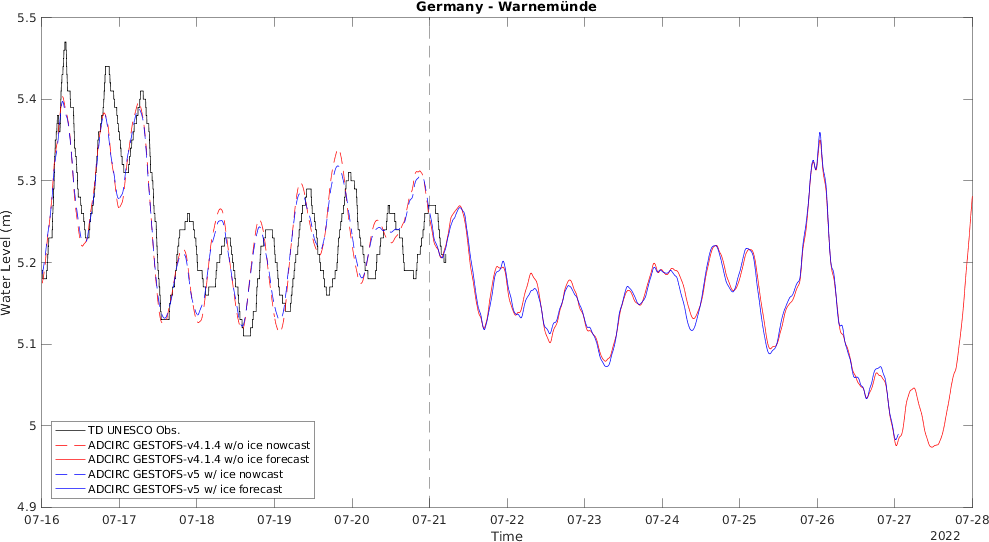 Germany - Warnemünde
5.5
5.4
5.3
5.2
5.1
5
4.9
Water Level (m)
TD UNESCO Obs.
ADCIRC GESTOFS-v4.1.4 w/o ice nowcast
ADCIRC GESTOFS-v4.1.4 w/o ice forecast
ADCIRC GESTOFS-v5 w/ ice nowcast
ADCIRC GESTOFS-v5 w/ ice forecast
07-16 07-17 07-18 07-19 07-20 07-21 07-22 07-23 07-24 07-25 07-26 07-27 07-28
Time
2022